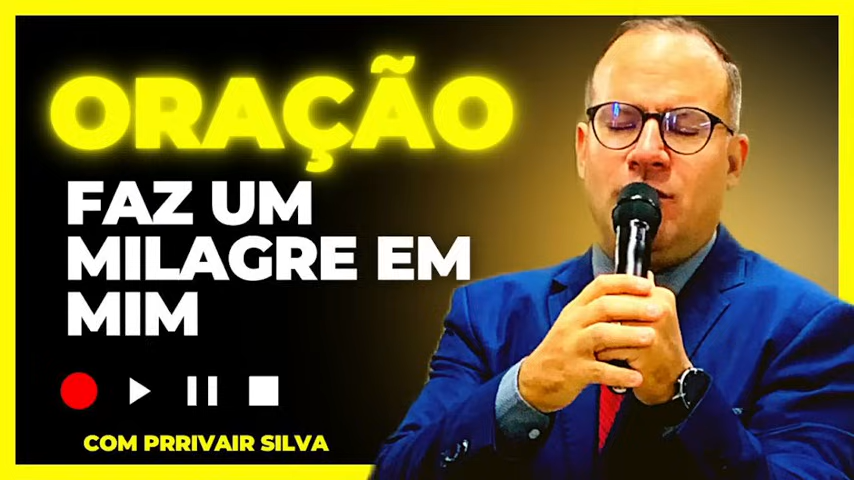 ORAÇÃO
FAZ UM
MILAGRE EM
MIM
COM PRRIVAIR SILVA